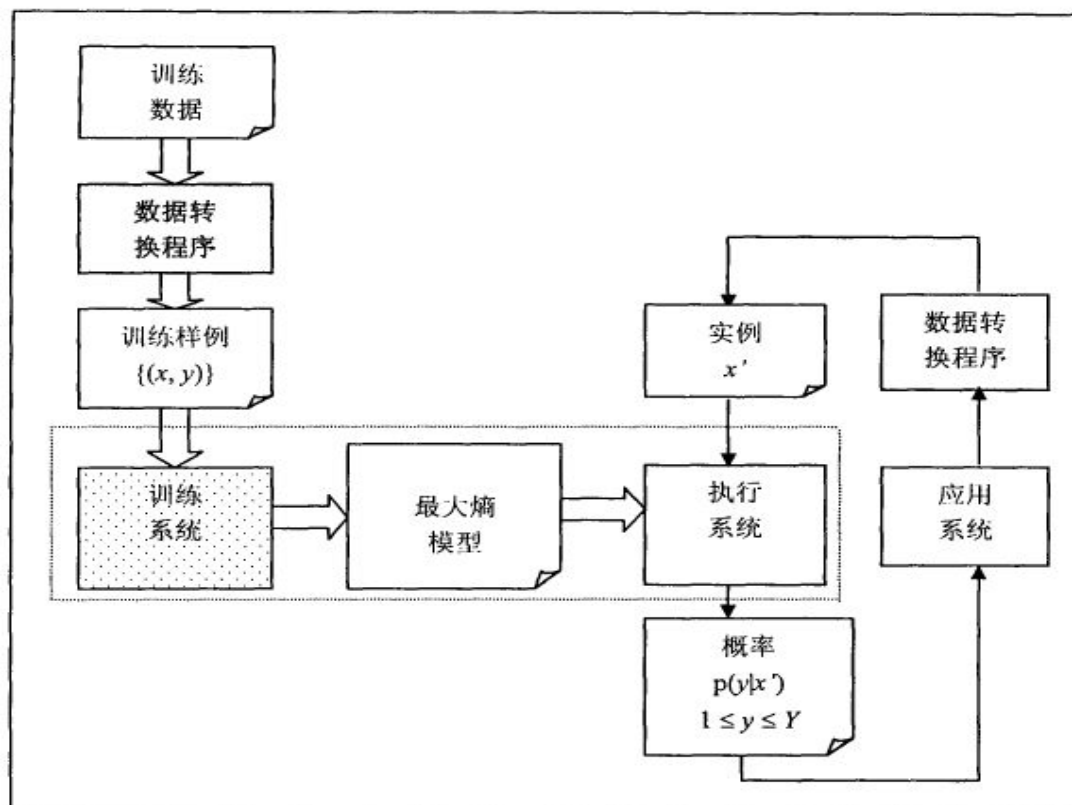 训练
数据
数据转
换程序
训练样例
{(x, y)}
训练
系统
最大熵
模型
实例
x'
执行
系统
概率
p(y|x')
1 ≤ y ≤ Y
数据转
换程序
应用
系统